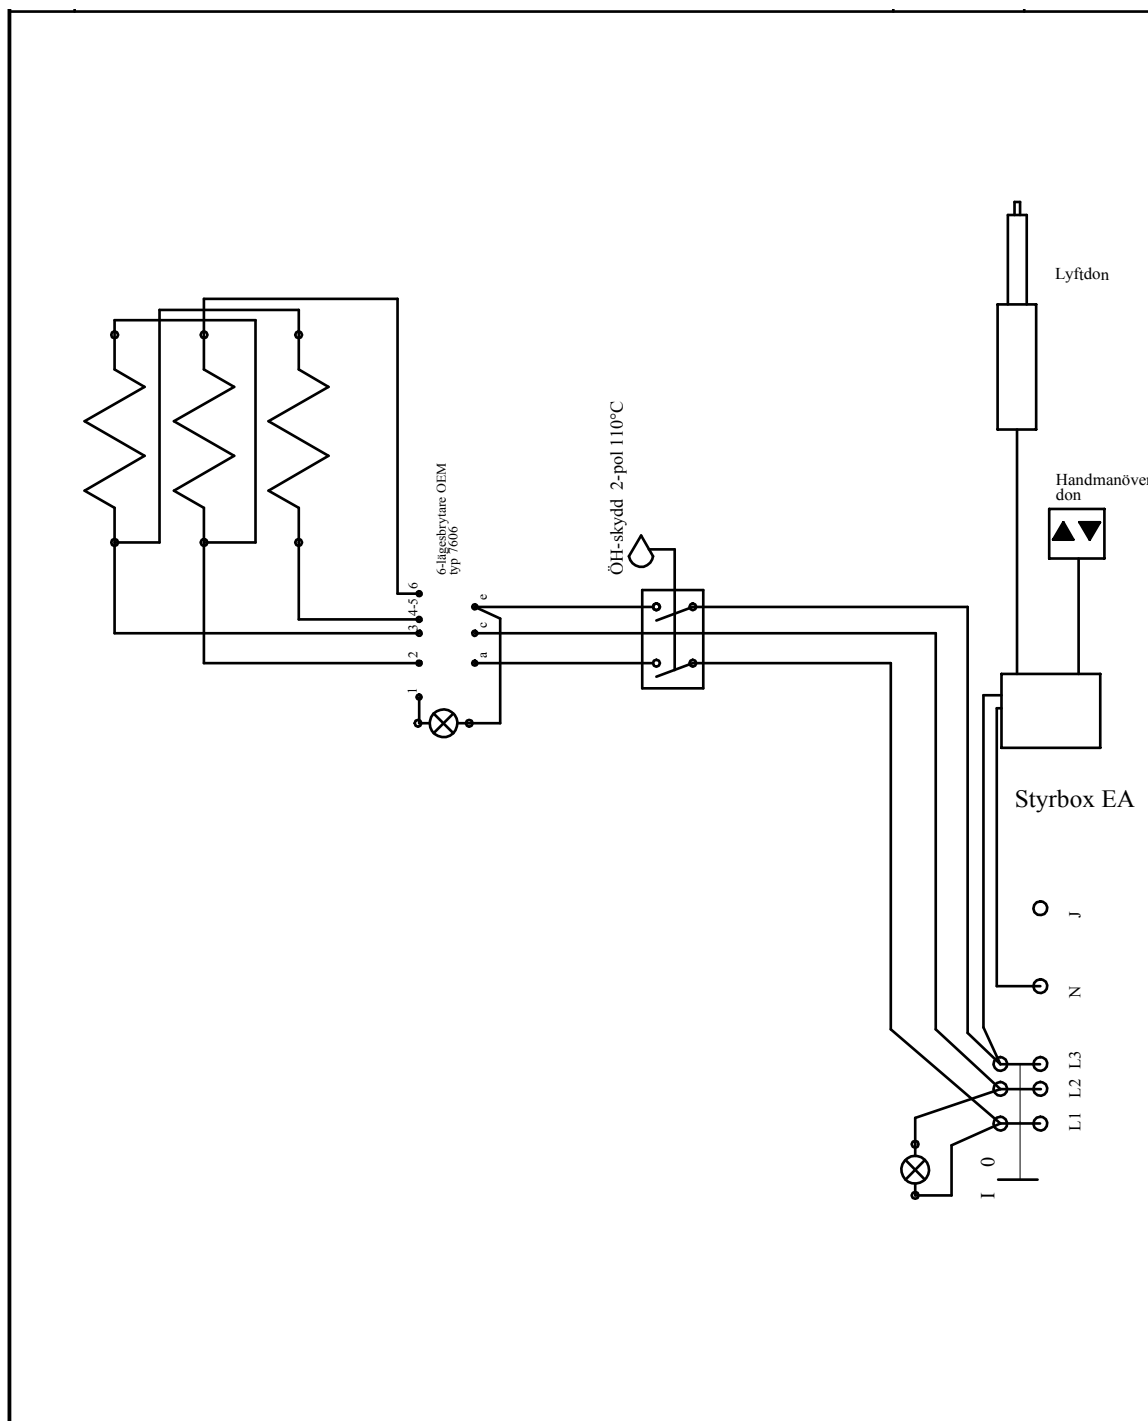 Lyftdon
Handmanöver
don
ÖH-skydd 2-pol 110°C
6-lägesbrytare OEM
typ 7606
6
4-5
3
2
1
e
c
a
Styrbox EA
J
N
L3
L2
L1
I 0